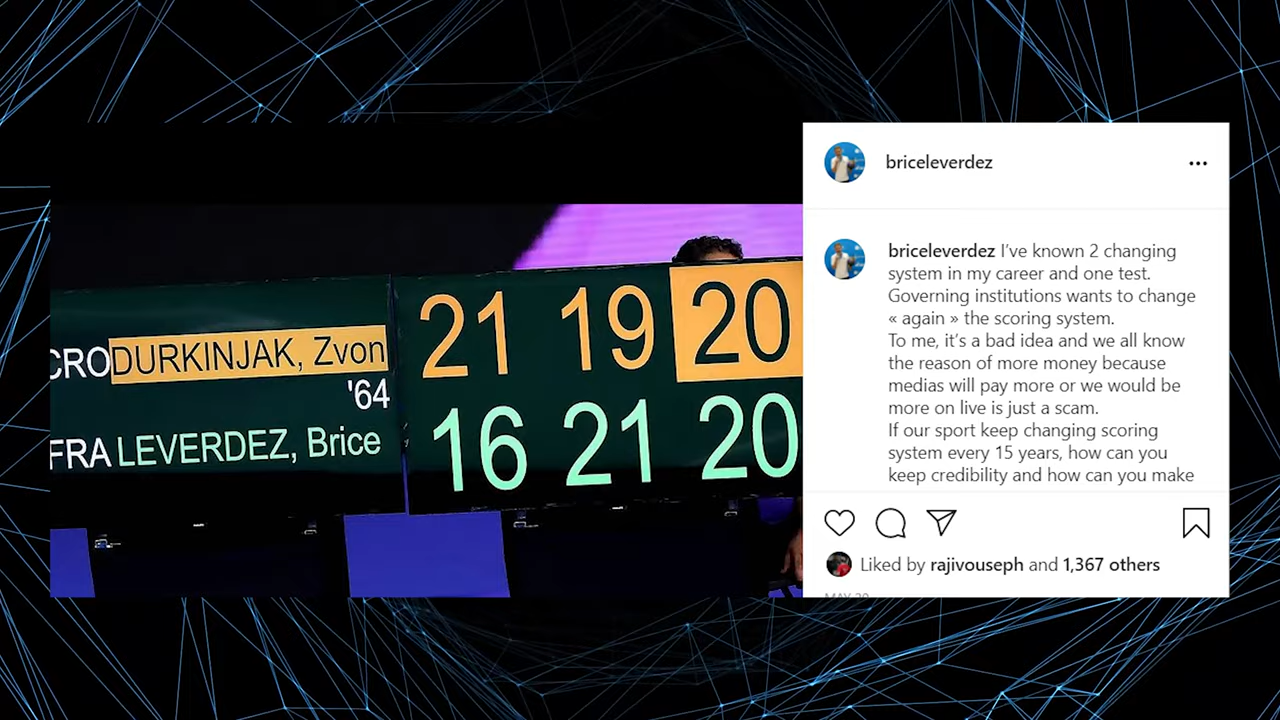 CRO DURKINJAK, Zvon 21 19 20
'64
FRA LEVERDEZ, Brice 16 21 20
briceleverdez
briceleverdez I've known 2 changing
system in my career and one test.
Governing institutions wants to change
« again » the scoring system.
To me, it's a bad idea and we all know
the reason of more money because
medias will pay more or we would be
more on live is just a scam.
If our sport keep changing scoring
system every 15 years, how can you
keep credibility and how can you make
Liked by rajivouseph and 1,367 others